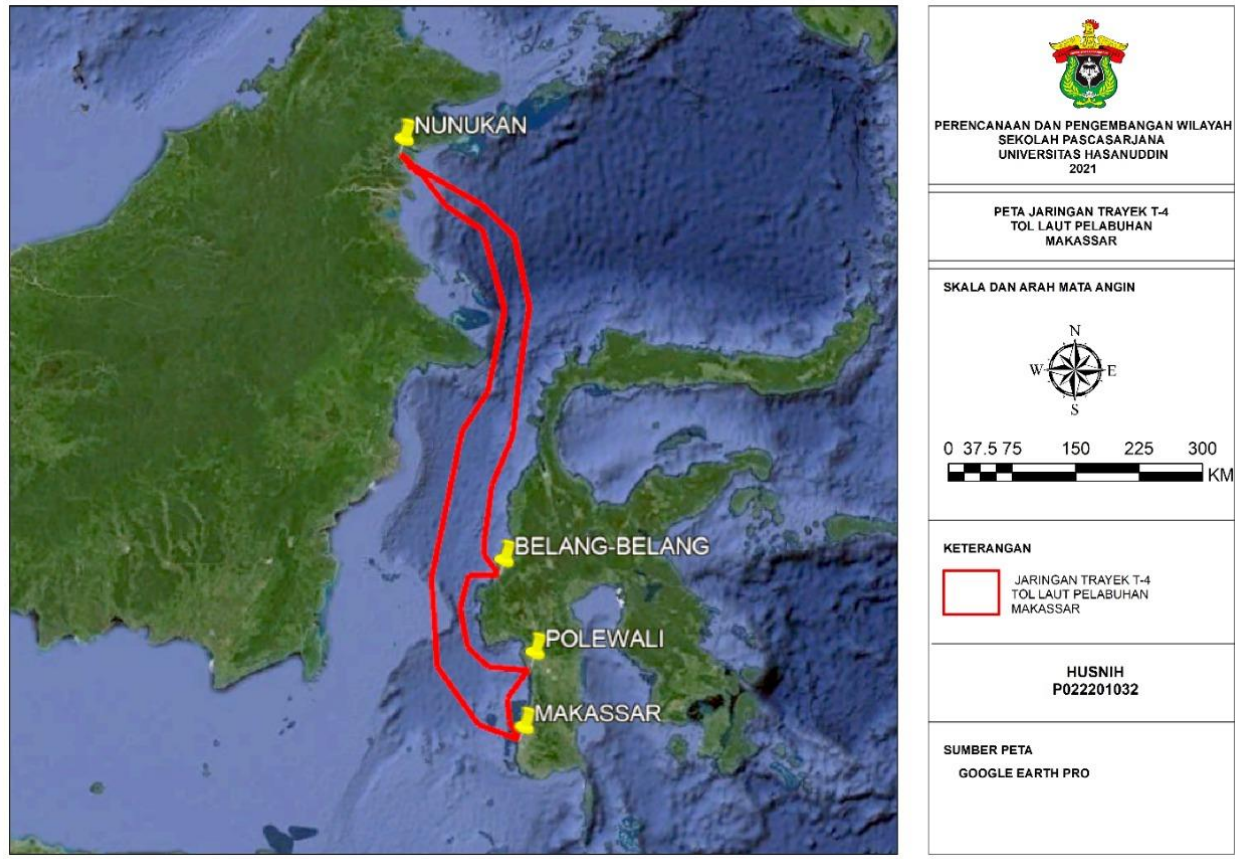 NUNUKAN
BELANG-BELANG
POLEWALI
MAKASSAR
PERENCANAAN DAN PENGEMBANGAN WILAYAH
SEKOLAH PASCASARJANA
UNIVERSITAS HASANUDDIN
2021
PETA JARINGAN TRAYEK T-4
TOL LAUT PELABUHAN
MAKASSAR
SKALA DAN ARAH MATA ANGIN
N
W E
S
0 37.5 75 150 225 300
KM
KETERANGAN
JARINGAN TRAYEK T-4
TOL LAUT PELABUHAN
MAKASSAR
HUSNIH
P022201032
SUMBER PETA
GOOGLE EARTH PRO